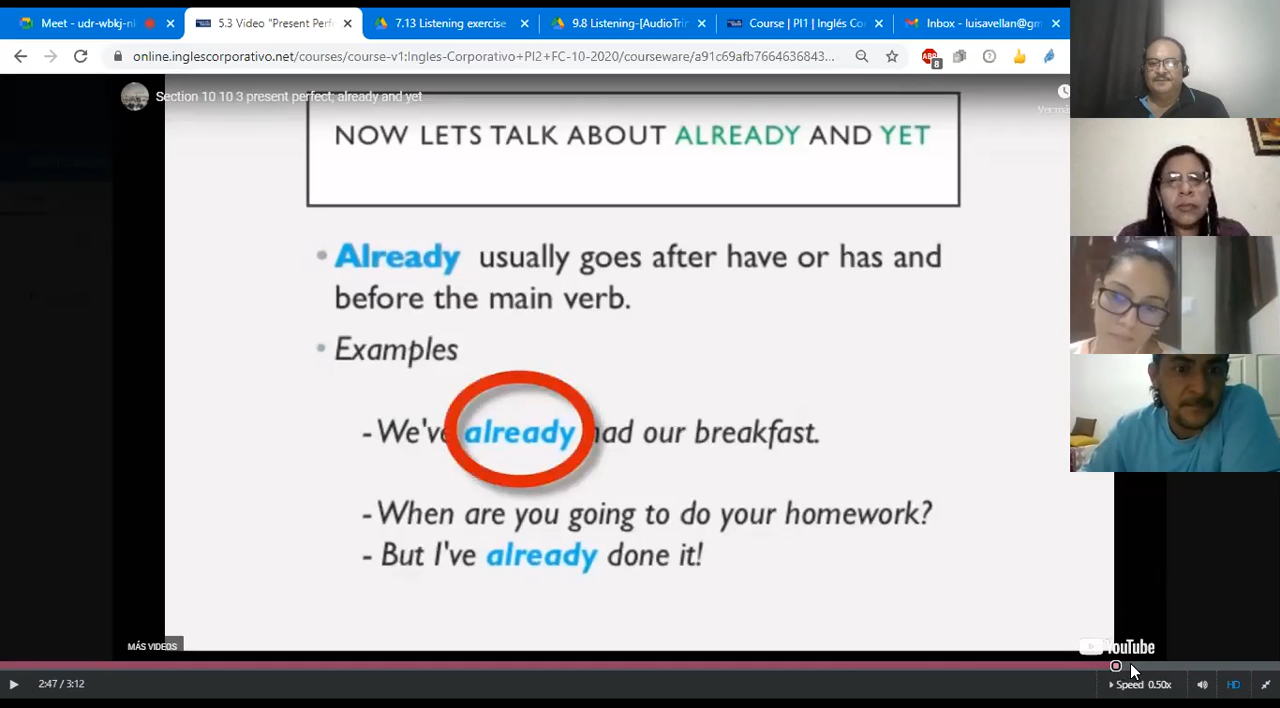 Meet - udr-wbkj-n
5.3 Video "Present Perf
7.13 Listening exercise
9.8 Listening-[AudioTri
Course | PI1 | Inglés Co
Inbox - luisavellan@gm
online.inglescorporativo.net/courses/course-v1:Ingles-Corporativo+PI2+FC-10-2020/courseware/a91c69afb7664636843...
ABP
8
Section 10 10 3 present perfect; already and yet
NOW LETS TALK ABOUT ALREADY AND YET
• Already usually goes after have or has and
before the main verb.
• Examples
- We've already had our breakfast.
- When are you going to do your homework?
- But I've already done it!
MÁS VIDEOS
YouTube
2:47 / 3:12
Speed 0.50x
HD